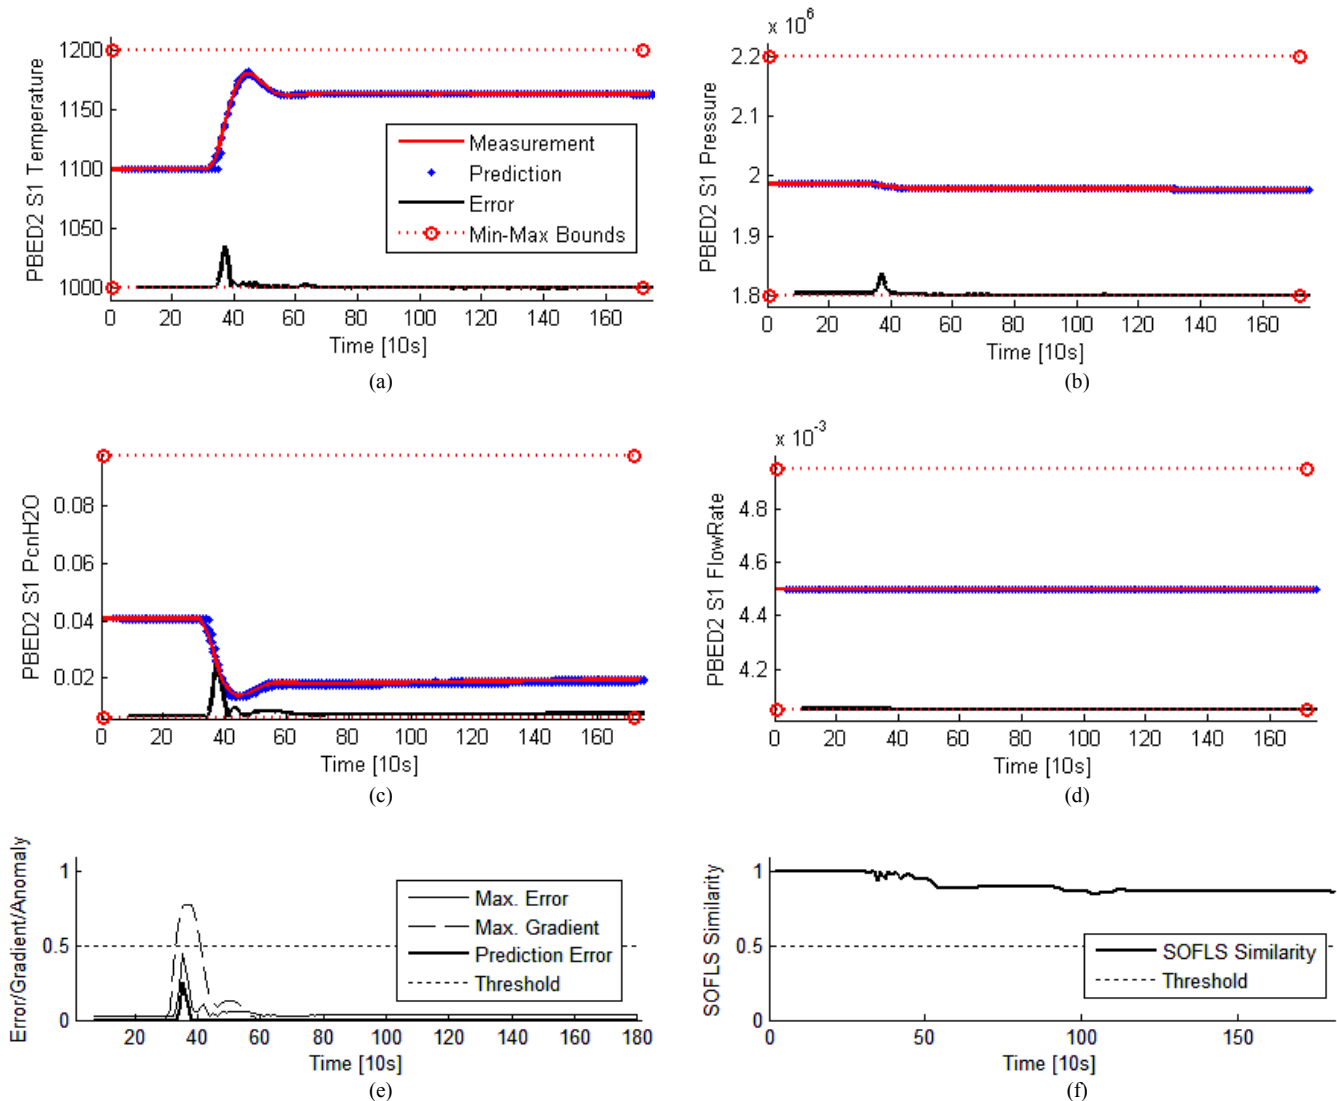 PBED2 S1 Temperature
1200
1150
1100
1050
1000
Measurement
Prediction
Error
Min-Max Bounds
0 20 40 60 80 100 120 140 160
Time [10s]
(a)
x 10^6
PBED2 S1 Pressure
2.2
2.1
2
1.9
1.8
0 20 40 60 80 100 120 140 160
Time [10s]
(b)
PBED2 S1 PcnH2O
0.08
0.06
0.04
0.02
0 20 40 60 80 100 120 140 160
Time [10s]
(c)
x 10^-3
PBED2 S1 FlowRate
4.8
4.6
4.4
4.2
0 20 40 60 80 100 120 140 160
Time [10s]
(d)
Error/Gradient/Anomaly
1
0.5
0
Max. Error
Max. Gradient
Prediction Error
Threshold
0 20 40 60 80 100 120 140 160 180
Time [10s]
(e)
SOFLS Similarity
1
0.5
0
SOFLS Similarity
Threshold
0 50 100 150
Time [10s]
(f)